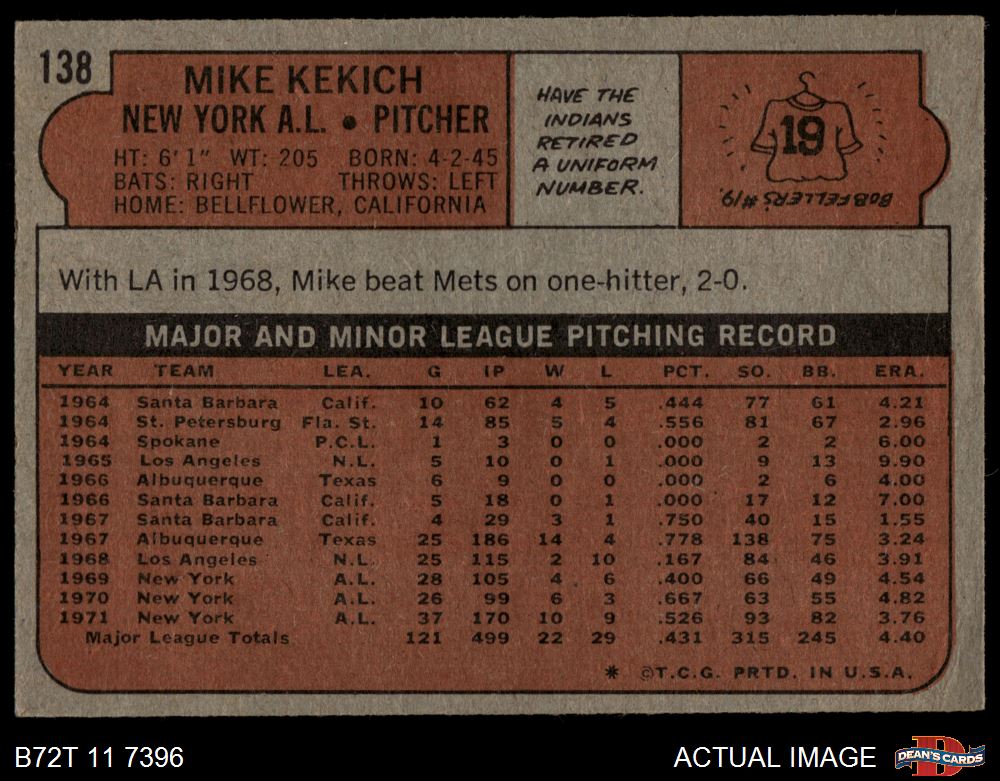 138
MIKE KEKICH
NEW YORK A.L. • PITCHER
HT: 6'1" WT: 205 BORN: 4-2-45
BATS: RIGHT THROWS: LEFT
HOME: BELLFLOWER, CALIFORNIA
HAVE THE
INDIANS
RETIRED
A UNIFORM
NUMBER.
19
BOB FELLER'S #19.
With LA in 1968, Mike beat Mets on one-hitter, 2-0.
MAJOR AND MINOR LEAGUE PITCHING RECORD
YEAR TEAM LEA. G IP W L PCT. SO. BB. ERA.
1964 Santa Barbara Calif. 10 62 4 5 .444 77 61 4.21
1964 St. Petersburg Fla. St. 14 85 5 4 .556 81 67 2.96
1964 Spokane P.C.L. 1 3 0 0 .000 2 2 6.00
1965 Los Angeles N.L. 5 10 0 1 .000 9 13 9.90
1966 Albuquerque Texas 6 9 0 0 .000 2 6 4.00
1966 Santa Barbara Calif. 5 18 0 1 .000 17 12 7.00
1967 Santa Barbara Calif. 4 29 3 1 .750 40 15 1.55
1967 Albuquerque Texas 25 186 14 4 .778 138 75 3.24
1968 Los Angeles N.L. 25 115 2 10 .167 84 46 3.91
1969 New York A.L. 28 105 4 6 .400 66 49 4.54
1970 New York A.L. 26 99 6 3 .667 63 55 4.82
1971 New York A.L. 37 170 10 9 .526 93 82 3.76
Major League Totals 121 499 22 29 .431 315 245 4.40
* ©T.C.G. PRTD. IN U.S.A.
B72T 11 7396
ACTUAL IMAGE
D
DEAN'S CARDS